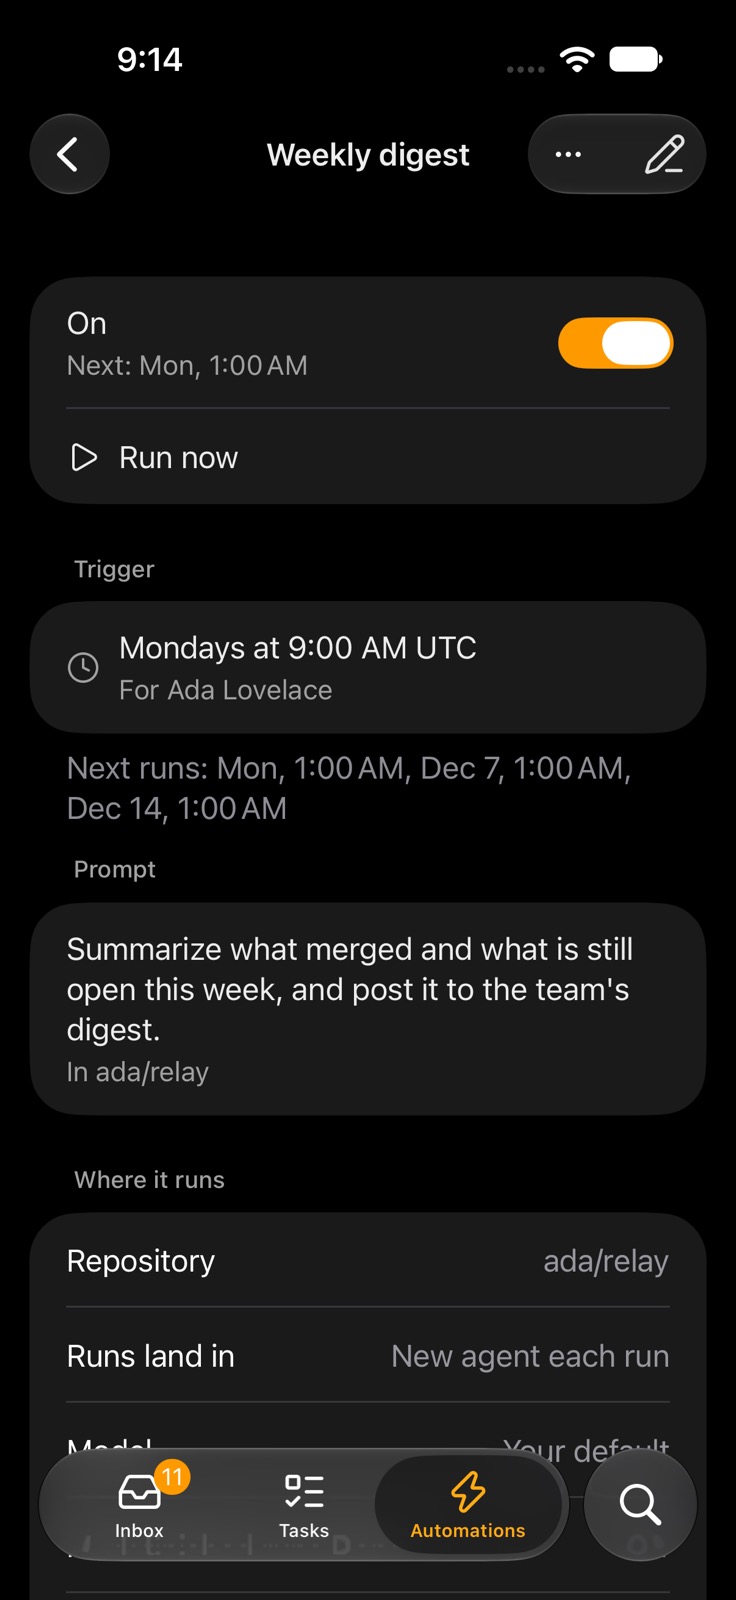 9:14
Weekly digest
On
Next: Mon, 1:00 AM
Run now
Trigger
Mondays at 9:00 AM UTC
For Ada Lovelace
Next runs: Mon, 1:00 AM, Dec 7, 1:00 AM,
Dec 14, 1:00 AM
Prompt
Summarize what merged and what is still
open this week, and post it to the team's
digest.
In ada/relay
Where it runs
Repository ada/relay
Runs land in New agent each run
Model Your default
11
Inbox Tasks Automations